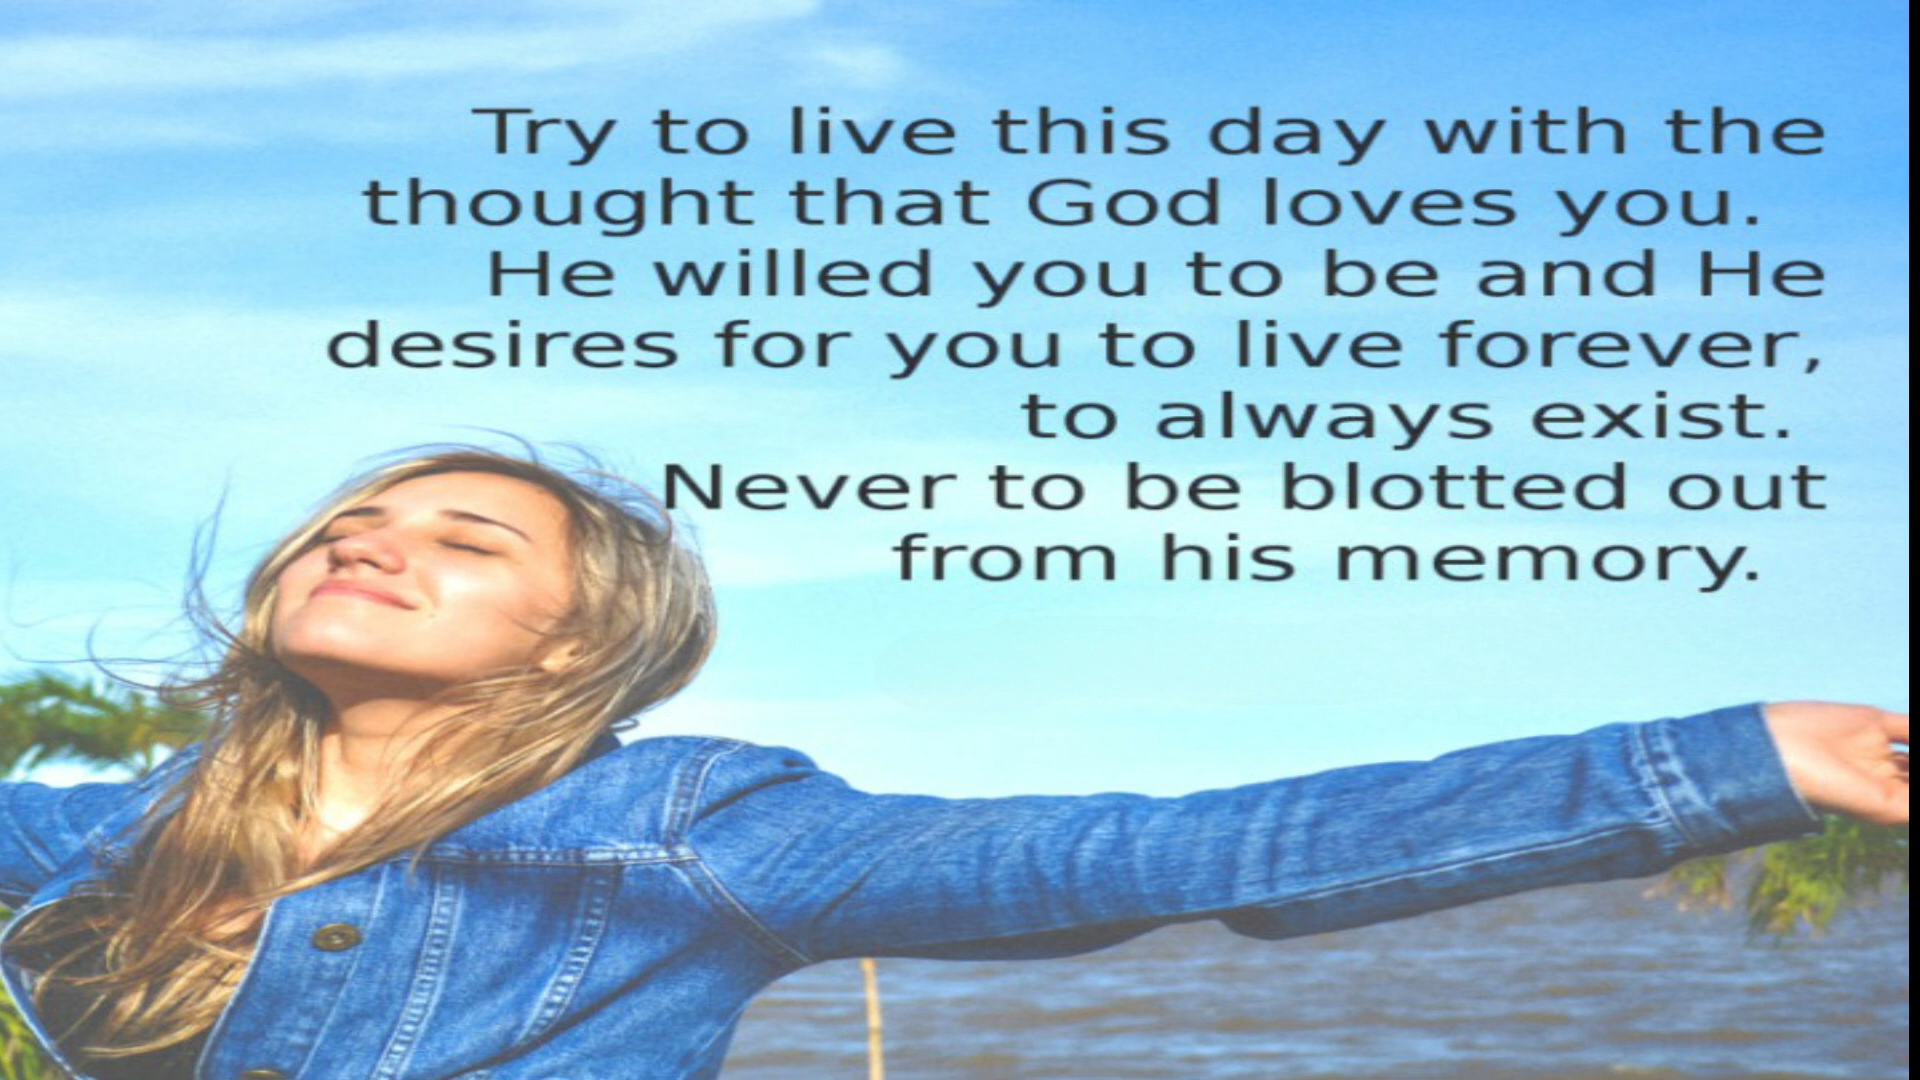 Try to live this day with the
thought that God loves you.
He willed you to be and He
desires for you to live forever,
to always exist.
Never to be blotted out
from his memory.